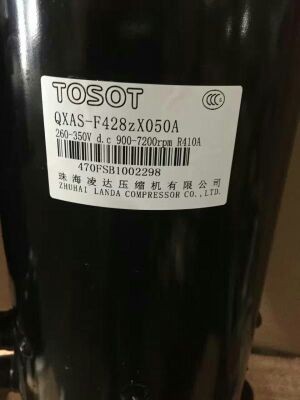 TOSOT
CCC
QXAS-F428zX050A
260-350V d.c 900-7200rpm R410A
470FSB1002298
珠海凌达压缩机有限公司
ZHUHAI LANDA COMPRESSOR CO.,LTD.